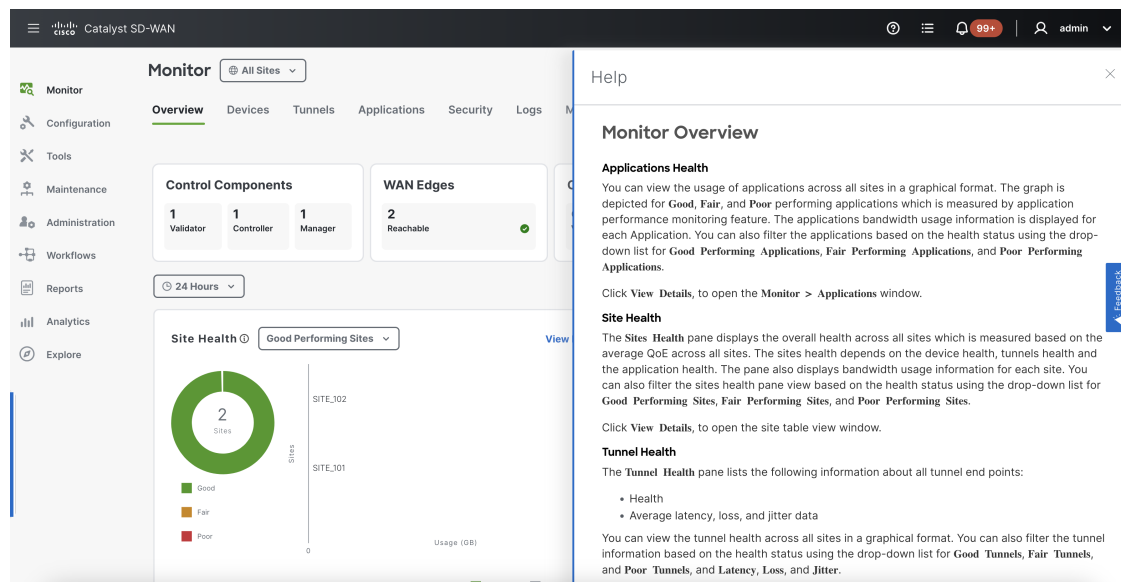 cisco Catalyst SD-WAN
99+
admin
Monitor
All Sites
Monitor
Configuration
Tools
Maintenance
Administration
Workflows
Reports
Analytics
Explore
Overview Devices Tunnels Applications Security Logs M
Control Components
1 1 1
Validator Controller Manager
WAN Edges
2
Reachable
24 Hours
Site Health Good Performing Sites View
2
Sites
Good
Fair
Poor
Sites
SITE_102
SITE_101
0
Usage (GB)
Help
Monitor Overview
Applications Health
You can view the usage of applications across all sites in a graphical format. The graph is
depicted for Good, Fair, and Poor performing applications which is measured by application
performance monitoring feature. The applications bandwidth usage information is displayed for
each Application. You can also filter the applications based on the health status using the drop-
down list for Good Performing Applications, Fair Performing Applications, and Poor Performing
Applications.
Click View Details, to open the Monitor > Applications window.
Site Health
The Sites Health pane displays the overall health across all sites which is measured based on the
average QoE across all sites. The sites health depends on the device health, tunnels health and
the application health. The pane also displays bandwidth usage information for each site. You
can also filter the sites health pane view based on the health status using the drop-down list for
Good Performing Sites, Fair Performing Sites, and Poor Performing Sites.
Click View Details, to open the site table view window.
Tunnel Health
The Tunnel Health pane lists the following information about all tunnel end points:
• Health
• Average latency, loss, and jitter data
You can view the tunnel health across all sites in a graphical format. You can also filter the tunnel
information based on the health status using the drop-down list for Good Tunnels, Fair Tunnels,
and Poor Tunnels, and Latency, Loss, and Jitter.
Feedback